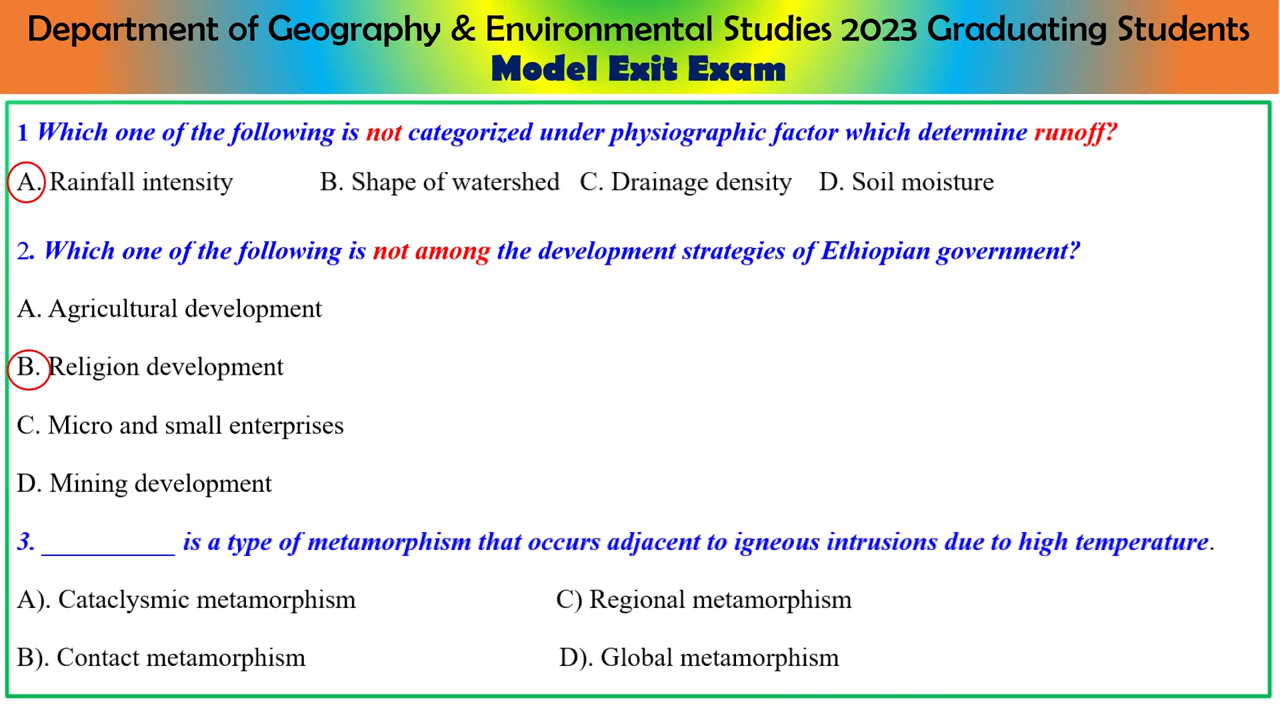 Department of Geography & Environmental Studies 2023 Graduating Students
Model Exit Exam
1 Which one of the following is not categorized under physiographic factor which determine runoff?
A. Rainfall intensity B. Shape of watershed C. Drainage density D. Soil moisture
2. Which one of the following is not among the development strategies of Ethiopian government?
A. Agricultural development
B. Religion development
C. Micro and small enterprises
D. Mining development
3. __________ is a type of metamorphism that occurs adjacent to igneous intrusions due to high temperature.
A). Cataclysmic metamorphism C) Regional metamorphism
B). Contact metamorphism D). Global metamorphism